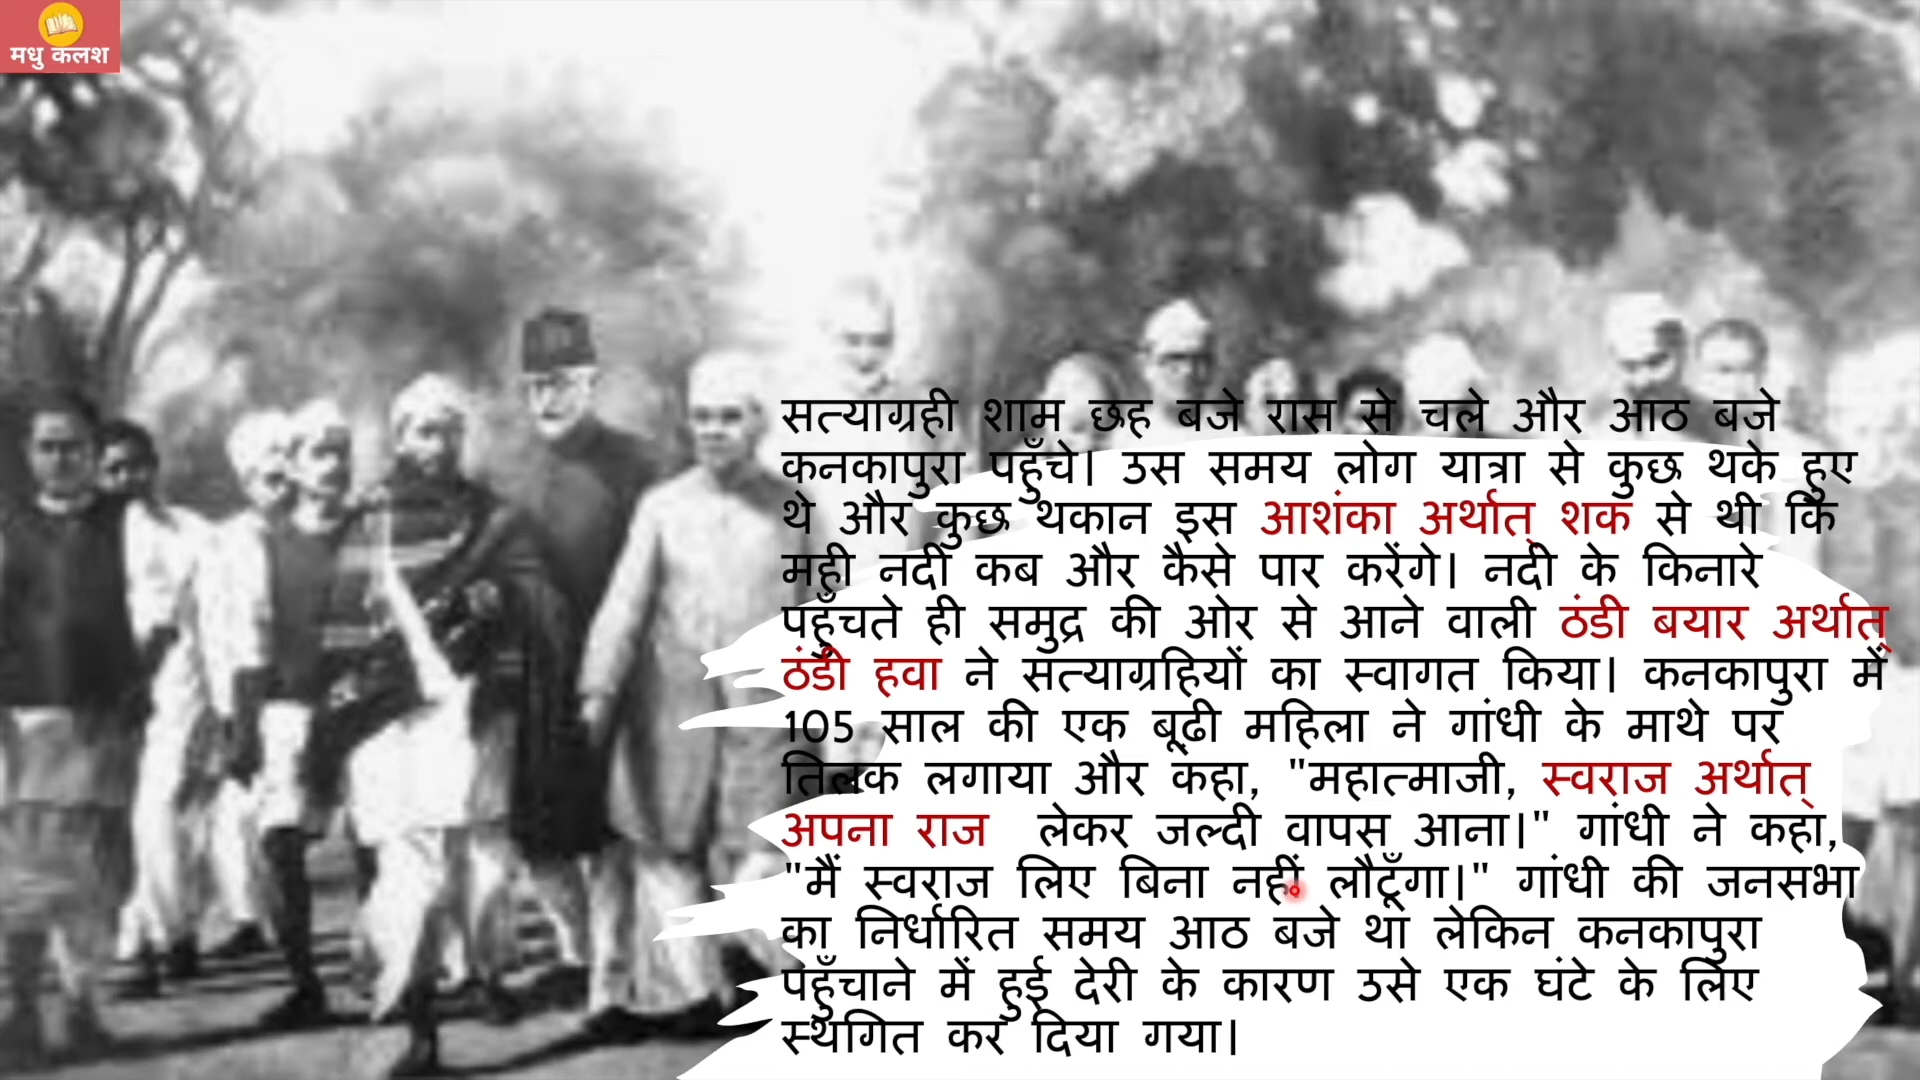 मधु कलश
सत्याग्रही शाम छह बजे रास से चले और आठ बजे
कनकापुरा पहुँचे। उस समय लोग यात्रा से कुछ थके हुए
थे और कुछ थकान इस आशंका अर्थात् शक से थी कि
मही नदी कब और कैसे पार करेंगे। नदी के किनारे
पहुँचते ही समुद्र की ओर से आने वाली ठंडी बयार अर्थात्
ठंडी हवा ने सत्याग्रहियों का स्वागत किया। कनकापुरा में
105 साल की एक बूढ़ी महिला ने गांधी के माथे पर
तिलक लगाया और कहा, "महात्माजी, स्वराज अर्थात्
अपना राज लेकर जल्दी वापस आना।" गांधी ने कहा,
"मैं स्वराज लिए बिना नहीं लौटूँगा।" गांधी की जनसभा
का निर्धारित समय आठ बजे था लेकिन कनकापुरा
पहुँचाने में हुई देरी के कारण उसे एक घंटे के लिए
स्थगित कर दिया गया।